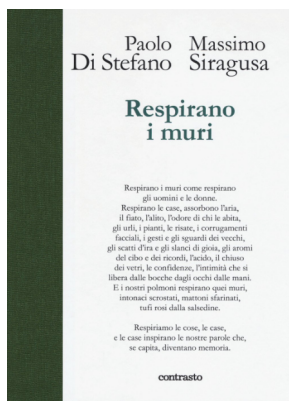 Paolo Massimo
Di Stefano Siragusa
Respirano
i muri
Respirano i muri come respirano
gli uomini e le donne.
Respirano le case, assorbono l'aria,
il fiato, l'alito, l'odore di chi le abita,
gli urli, i pianti, le risate, i corrugamenti
facciali, i gesti e gli sguardi dei vecchi,
gli scatti d'ira e gli slanci di gioia, gli aromi
del cibo e dei ricordi, l'acido, il chiuso
dei vetri, le confidenze, l'intimità che si
libera dalle bocche dagli occhi dalle mani.
E i nostri polmoni respirano quei muri,
intonaci scrostati, mattoni sfarinati,
tufi rosi dalla salsedine.
Respiriamo le cose, le case,
e le case inspirano le nostre parole che,
se capita, diventano memoria.
contrasto